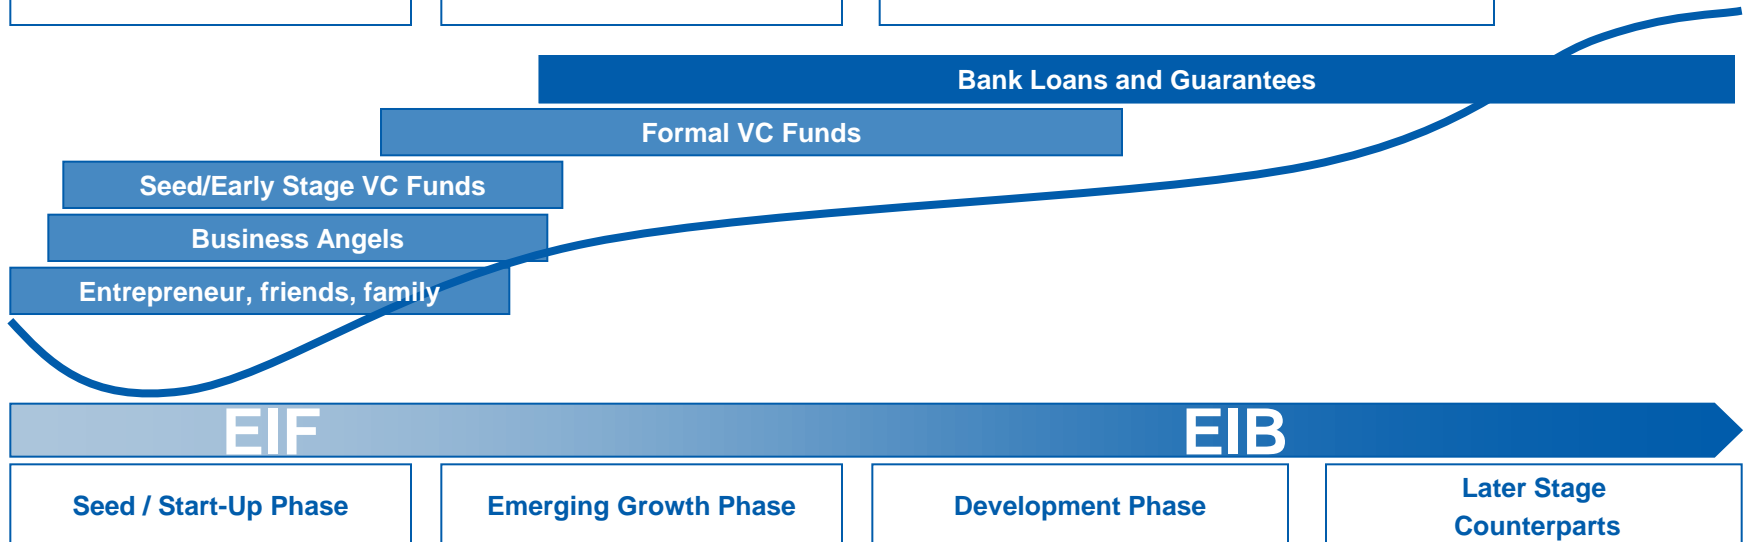 Bank Loans and Guarantees
Formal VC Funds
Seed/Early Stage VC Funds
Business Angels
Entrepreneur, friends, family
EIF
EIB
Seed / Start-Up Phase
Emerging Growth Phase
Development Phase
Later Stage
Counterparts